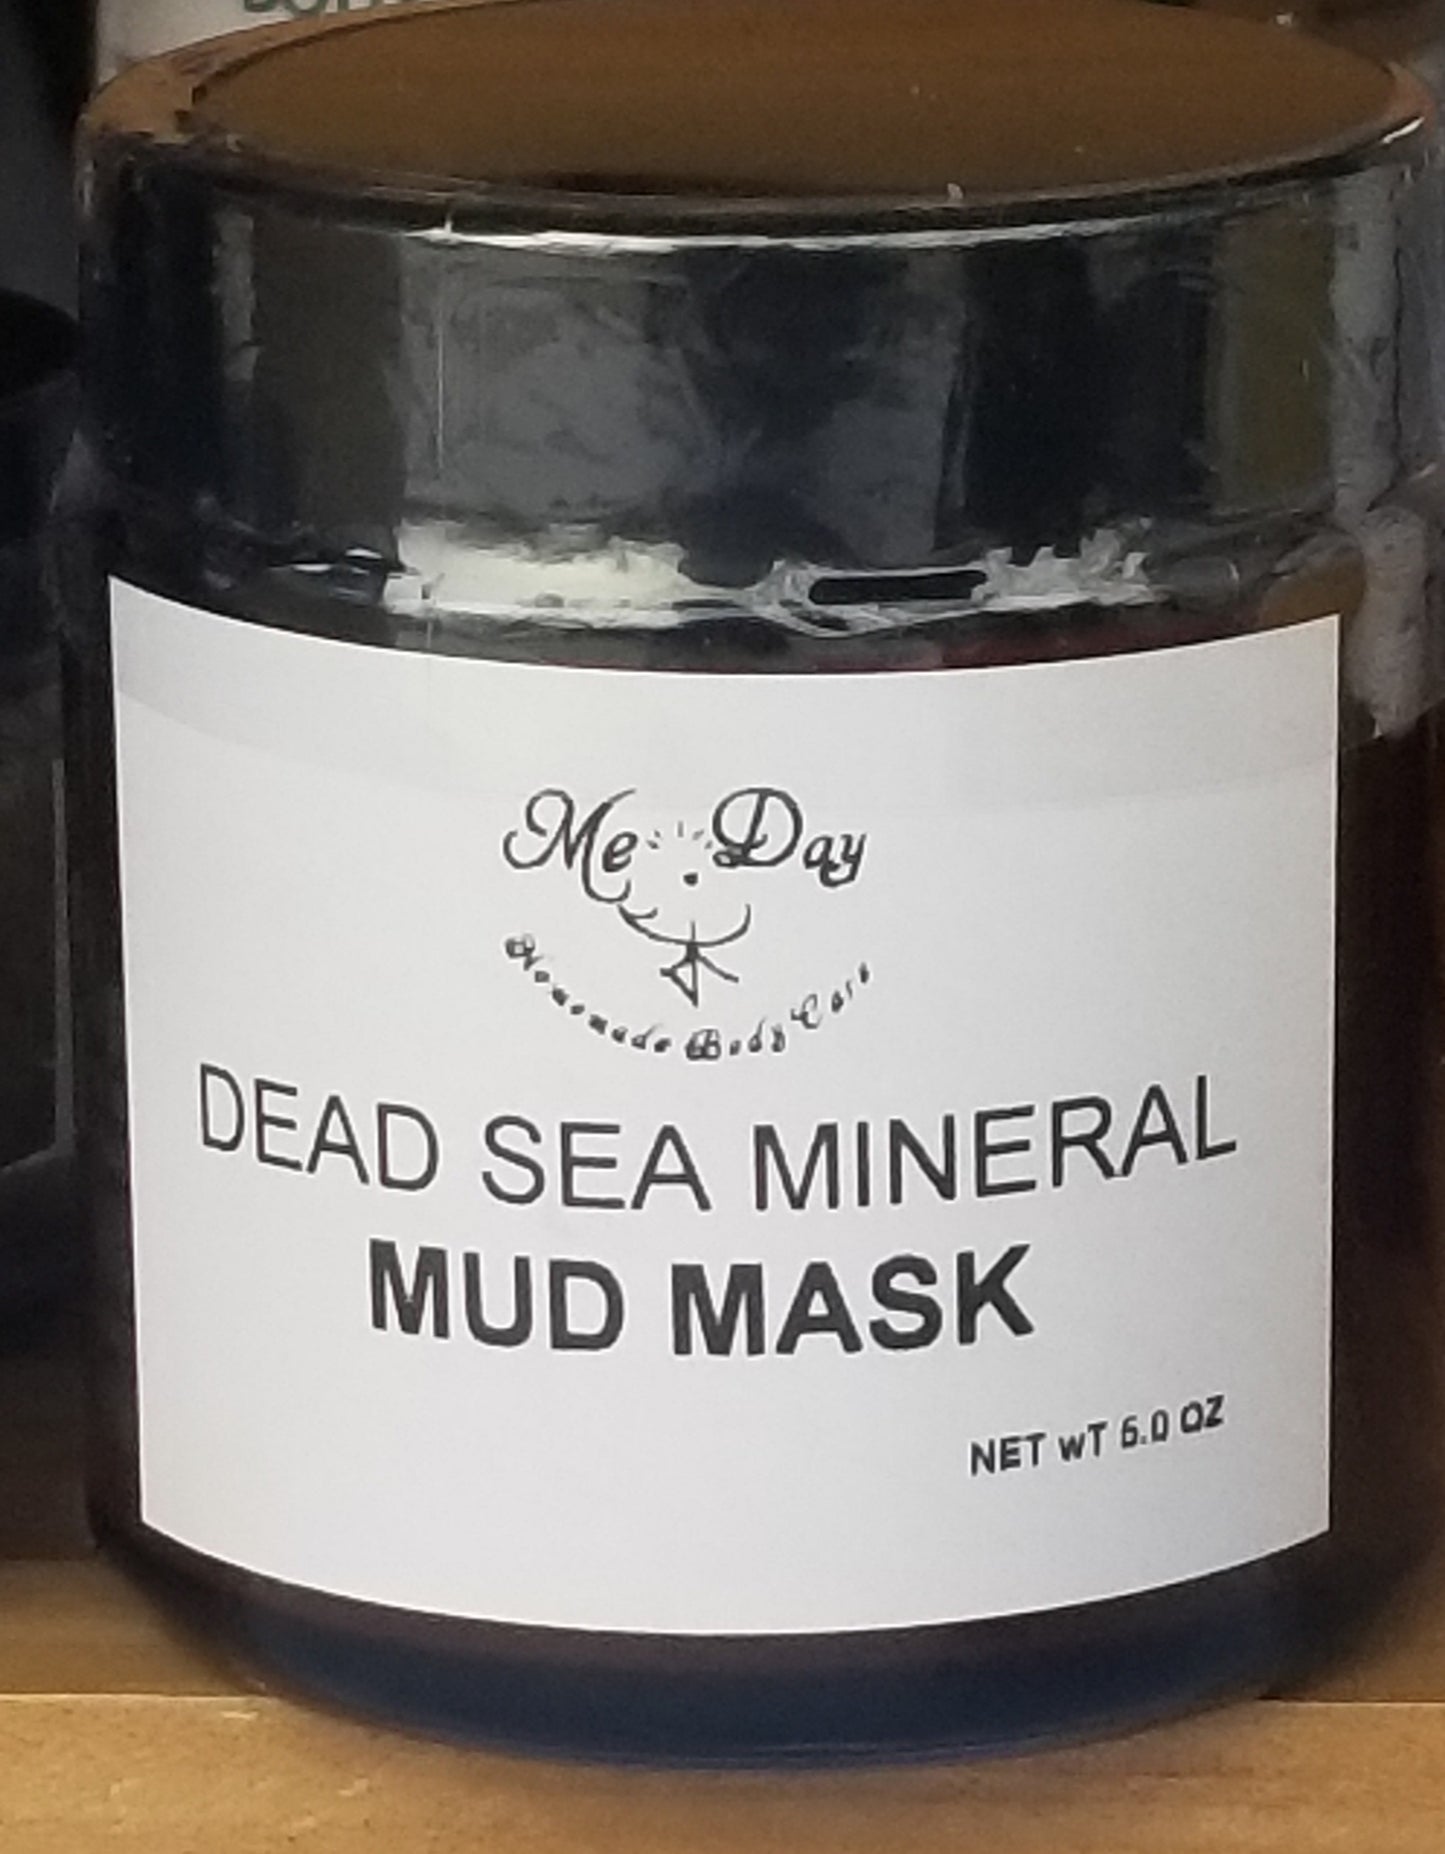 Me Day
Homemade Body Care
DEAD SEA MINERAL
MUD MASK
NET wT 6.0 OZ